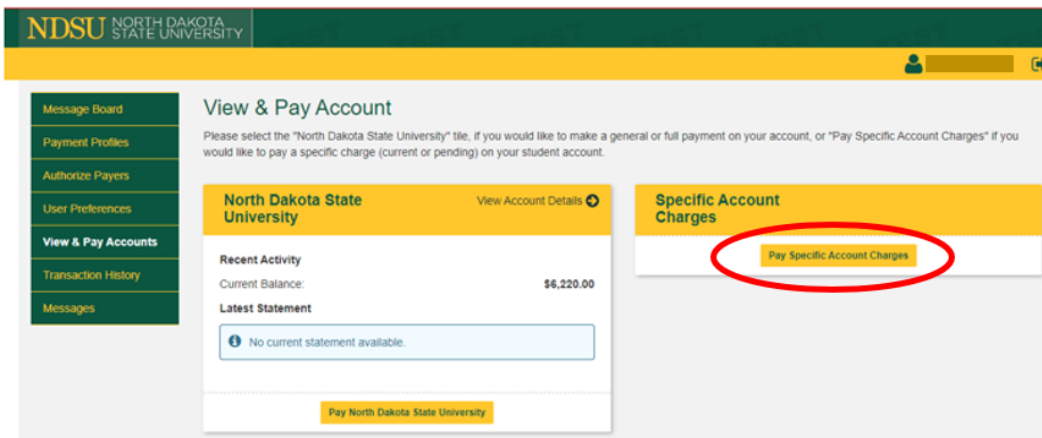 NDSU NORTH DAKOTA
STATE UNIVERSITY
Message Board
Payment Profiles
Authorize Payers
User Preferences
View & Pay Accounts
Transaction History
Messages
View & Pay Account
Please select the "North Dakota State University" tile, if you would like to make a general or full payment on your account, or "Pay Specific Account Charges" if you
would like to pay a specific charge (current or pending) on your student account.
North Dakota State
University
View Account Details
Recent Activity
Current Balance: $6,220.00
Latest Statement
No current statement available.
Pay North Dakota State University
Specific Account
Charges
Pay Specific Account Charges